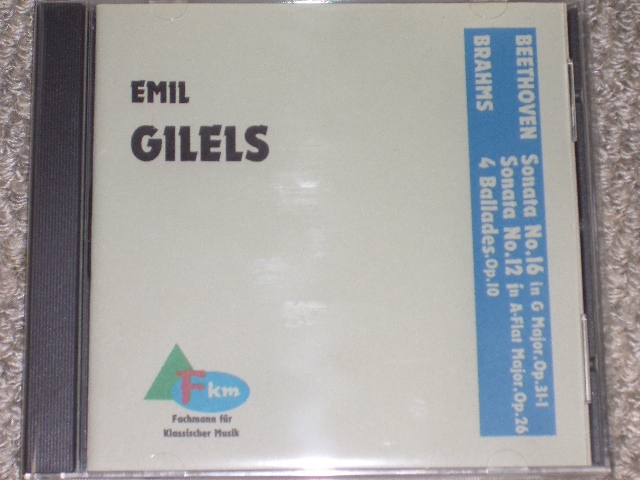 EMIL
GILELS
BEETHOVEN Sonata No.16 in G Major.Op.31-1
Sonata No.12 in A-Flat Major.Op.26
BRAHMS 4 Ballades.Op.10
Fkm
Fachmann für
Klassischer Musik